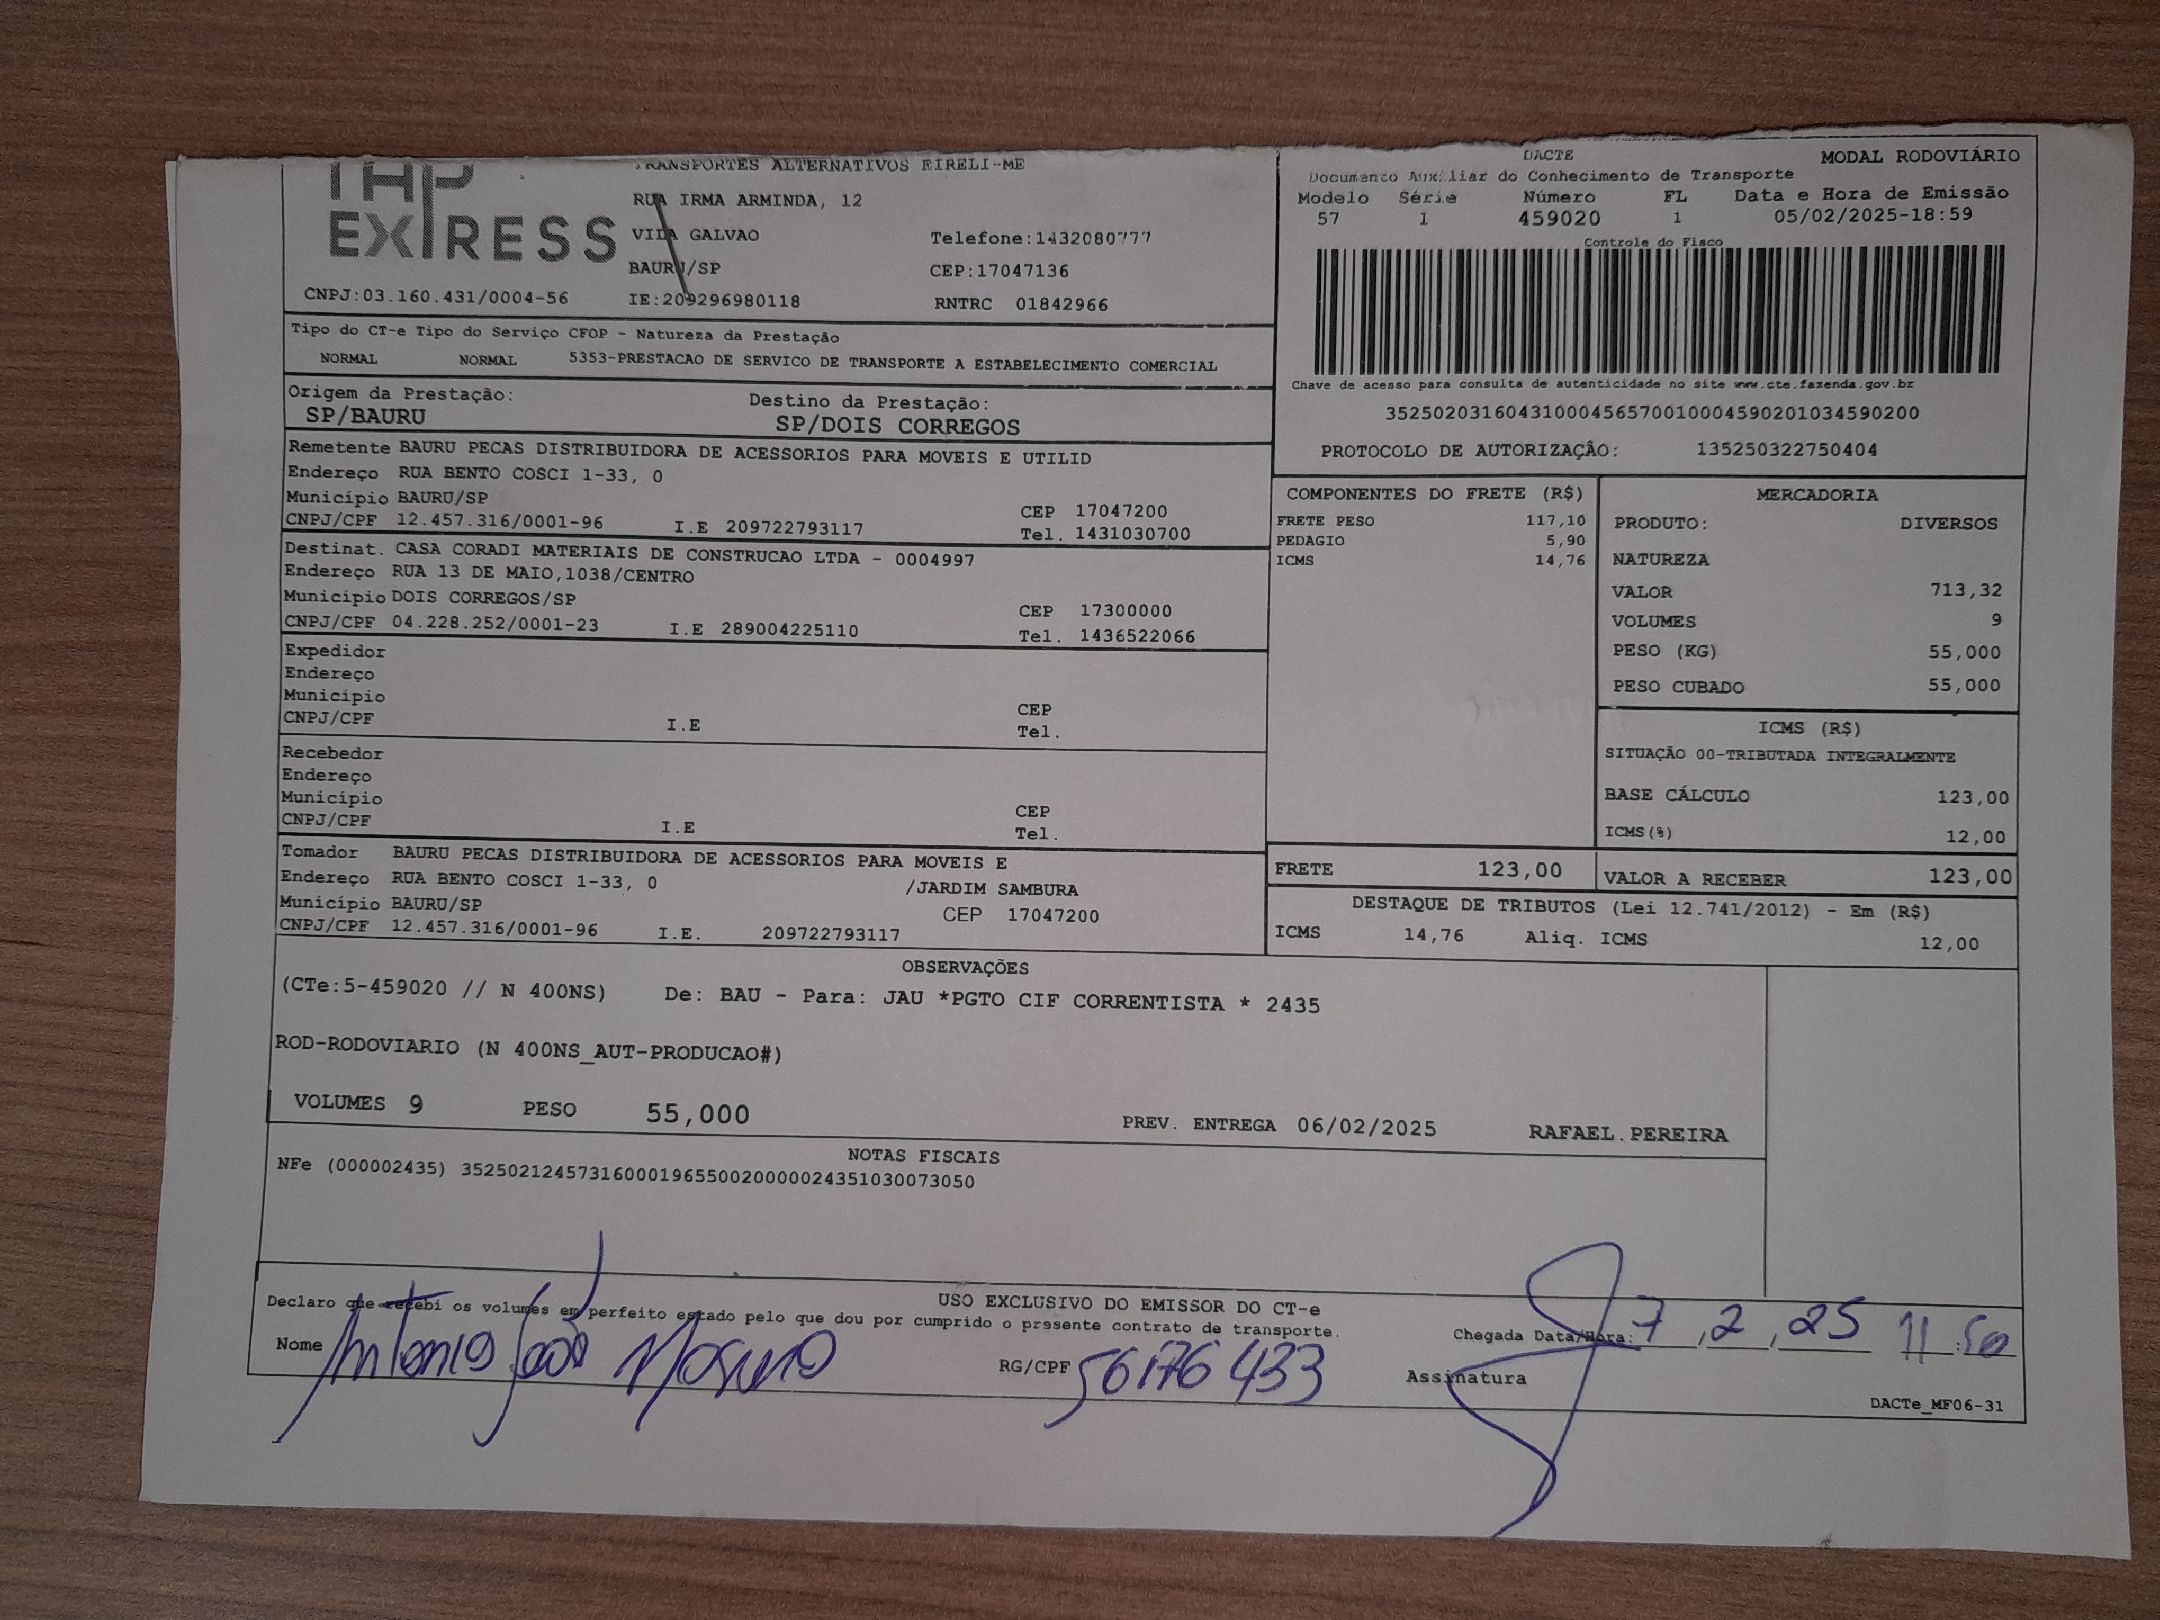 TRANSPORTES ALTERNATIVOS EIRELI-ME
EXPRESS
RUA IRMA ARMINDA, 12
VILA GALVAO Telefone:1432080777
BAURU/SP CEP:17047136
CNPJ:03.160.431/0004-56 IE:209296980118 RNTRC 01842966
DACTE MODAL RODOVIÁRIO
Documento Auxiliar do Conhecimento de Transporte
Modelo Série Número FL Data e Hora de Emissão
57 1 459020 1 05/02/2025-18:59
Controle do Fisco
Chave de acesso para consulta de autenticidade no site www.cte.fazenda.gov.br
35250203160431000456570010004590201034590200
PROTOCOLO DE AUTORIZAÇÃO: 135250322750404
Tipo do CT-e Tipo do Serviço CFOP - Natureza da Prestação
NORMAL NORMAL 5353-PRESTACAO DE SERVICO DE TRANSPORTE A ESTABELECIMENTO COMERCIAL
Origem da Prestação: Destino da Prestação:
SP/BAURU SP/DOIS CORREGOS
Remetente BAURU PECAS DISTRIBUIDORA DE ACESSORIOS PARA MOVEIS E UTILID
Endereço RUA BENTO COSCI 1-33, 0
Município BAURU/SP CEP 17047200
CNPJ/CPF 12.457.316/0001-96 I.E 209722793117 Tel. 1431030700
Destinat. CASA CORADI MATERIAIS DE CONSTRUCAO LTDA - 0004997
Endereço RUA 13 DE MAIO,1038/CENTRO
Município DOIS CORREGOS/SP CEP 17300000
CNPJ/CPF 04.228.252/0001-23 I.E 289004225110 Tel. 1436522066
Expedidor
Endereço
Município CEP
CNPJ/CPF I.E Tel.
Recebedor
Endereço
Município CEP
CNPJ/CPF I.E Tel.
Tomador BAURU PECAS DISTRIBUIDORA DE ACESSORIOS PARA MOVEIS E
Endereço RUA BENTO COSCI 1-33, 0 /JARDIM SAMBURA
Município BAURU/SP CEP 17047200
CNPJ/CPF 12.457.316/0001-96 I.E. 209722793117
COMPONENTES DO FRETE (R$)
FRETE PESO 117,10
PEDAGIO 5,90
ICMS 14,76
MERCADORIA
PRODUTO: DIVERSOS
NATUREZA
VALOR 713,32
VOLUMES 9
PESO (KG) 55,000
PESO CUBADO 55,000
ICMS (R$)
SITUAÇÃO 00-TRIBUTADA INTEGRALMENTE
BASE CÁLCULO 123,00
ICMS(%) 12,00
FRETE 123,00 VALOR A RECEBER 123,00
DESTAQUE DE TRIBUTOS (Lei 12.741/2012) - Em (R$)
ICMS 14,76 Aliq. ICMS 12,00
OBSERVAÇÕES
(CTe:5-459020 // N 400NS) De: BAU - Para: JAU *PGTO CIF CORRENTISTA * 2435
ROD-RODOVIARIO (N 400NS_AUT-PRODUCAO#)
VOLUMES 9 PESO 55,000 PREV. ENTREGA 06/02/2025 RAFAEL.PEREIRA
NOTAS FISCAIS
NFe (000002435) 35250212457316000196550020000024351030073050
USO EXCLUSIVO DO EMISSOR DO CT-e
Declaro que recebi os volumes em perfeito estado pelo que dou por cumprido o presente contrato de transporte.
Nome Antonio João RG/CPF 56176433 Chegada Data/Hora: 7,2,25 11:50
Assinatura
DACTe_MF06-31